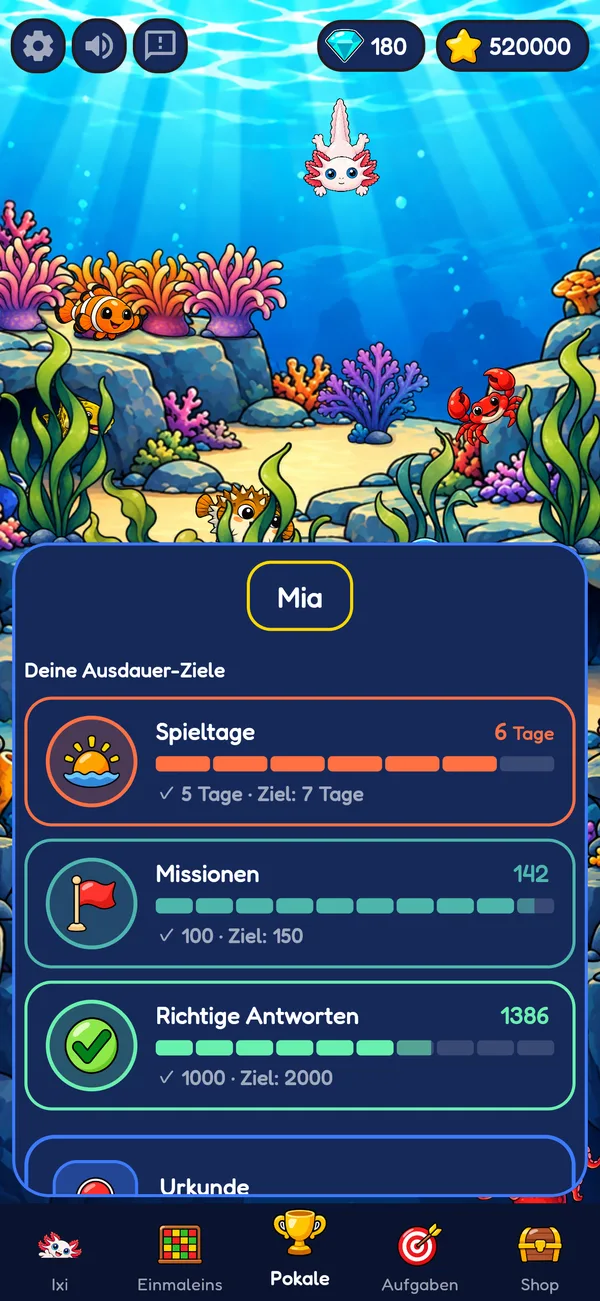 180
520000
Mia
Deine Ausdauer-Ziele
Spieltage
6 Tage
✓ 5 Tage · Ziel: 7 Tage
Missionen
142
✓ 100 · Ziel: 150
Richtige Antworten
1386
✓ 1000 · Ziel: 2000
Urkunde
Ixi
Einmaleins
Pokale
Aufgaben
Shop